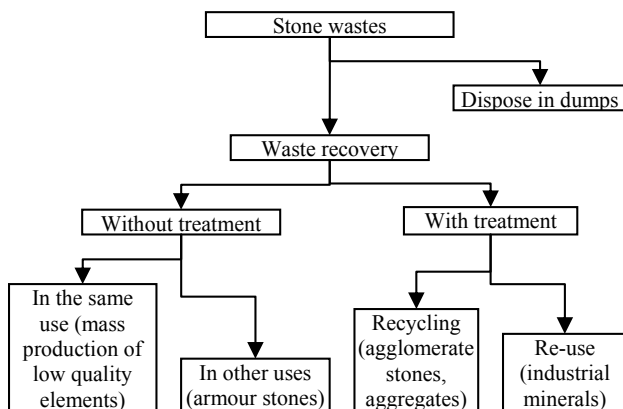 Stone wastes
Dispose in dumps
Waste recovery
Without treatment
With treatment
In the same
use (mass
production of
low quality
elements)
In other uses
(armour stones)
Recycling
(agglomerate
stones,
aggregates)
Re-use
(industrial
minerals)